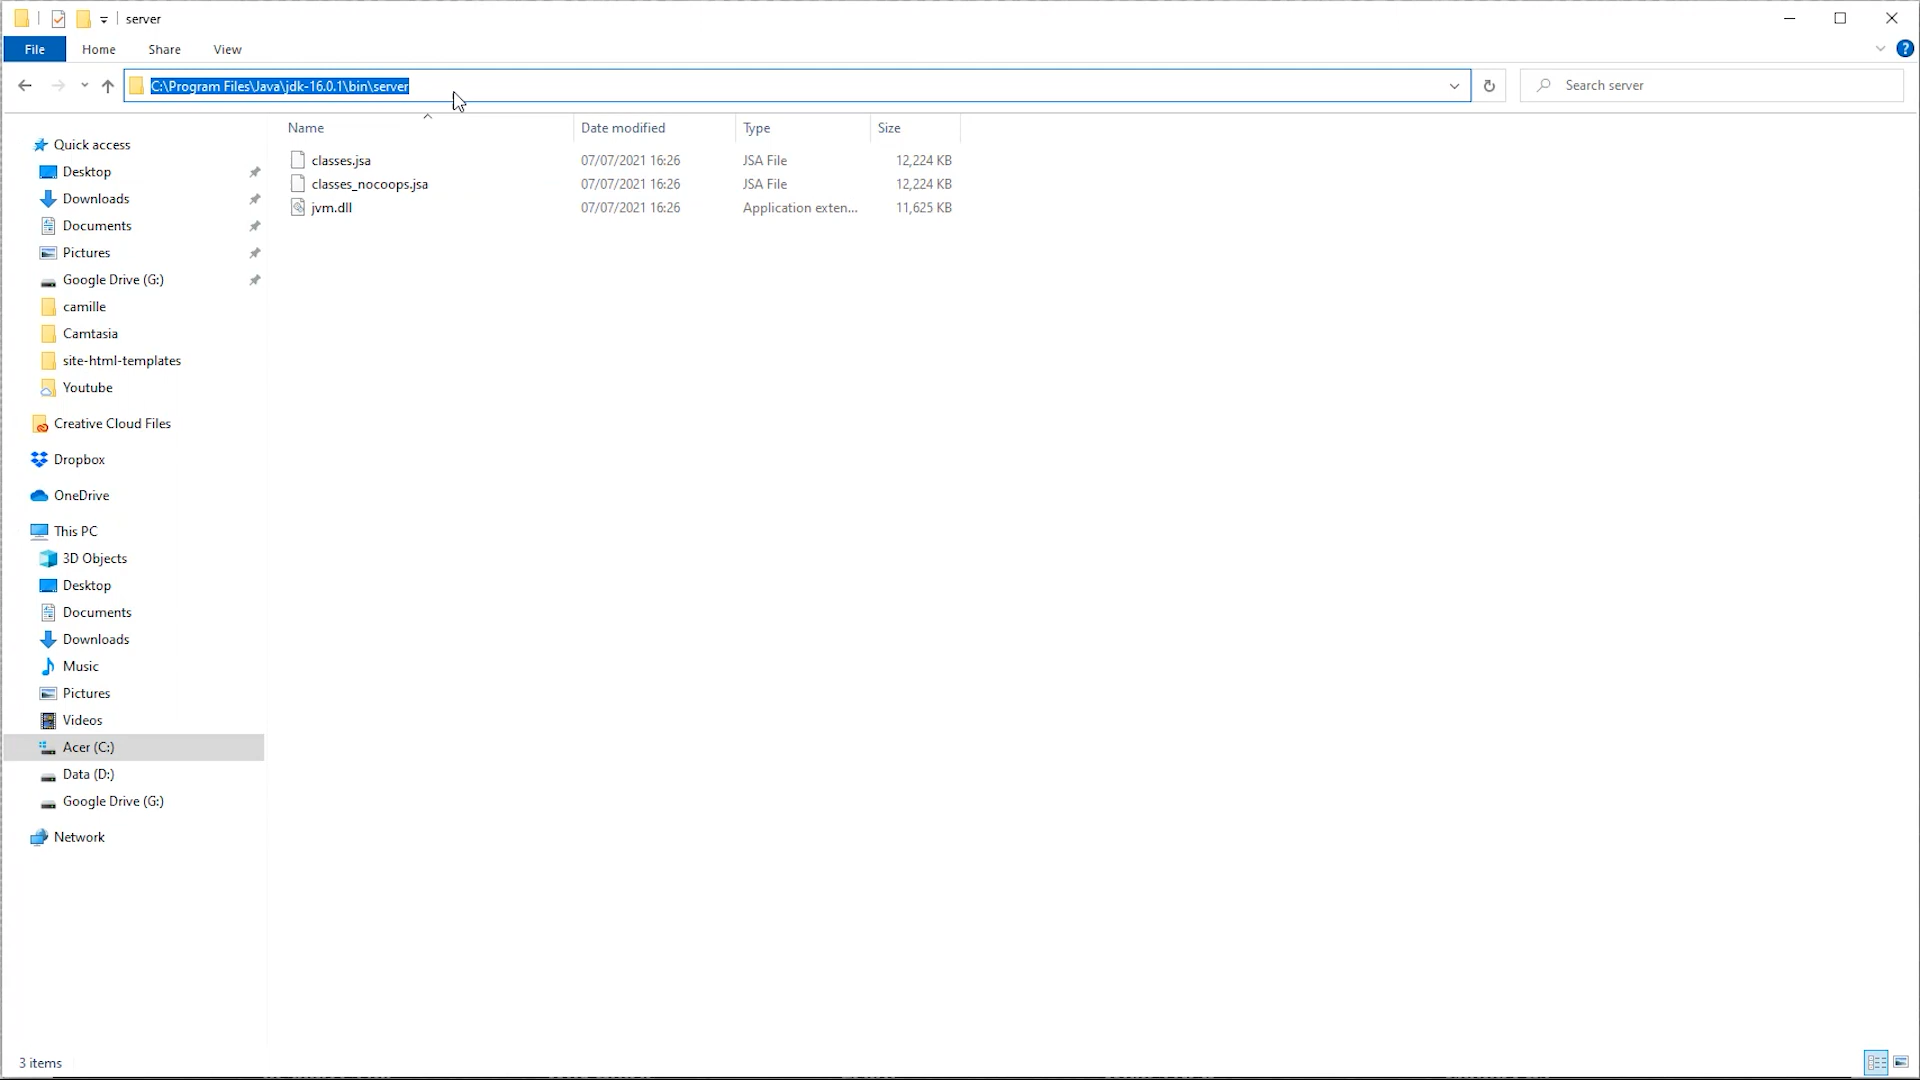 server
File Home Share View
C:\Program Files\Java\jdk-16.0.1\bin\server
Search server
Name Date modified Type Size
classes.jsa 07/07/2021 16:26 JSA File 12,224 KB
classes_nocoops.jsa 07/07/2021 16:26 JSA File 12,224 KB
jvm.dll 07/07/2021 16:26 Application exten... 11,625 KB
Quick access
Desktop
Downloads
Documents
Pictures
Google Drive (G:)
camille
Camtasia
site-html-templates
Youtube
Creative Cloud Files
Dropbox
OneDrive
This PC
3D Objects
Desktop
Documents
Downloads
Music
Pictures
Videos
Acer (C:)
Data (D:)
Google Drive (G:)
Network
3 items